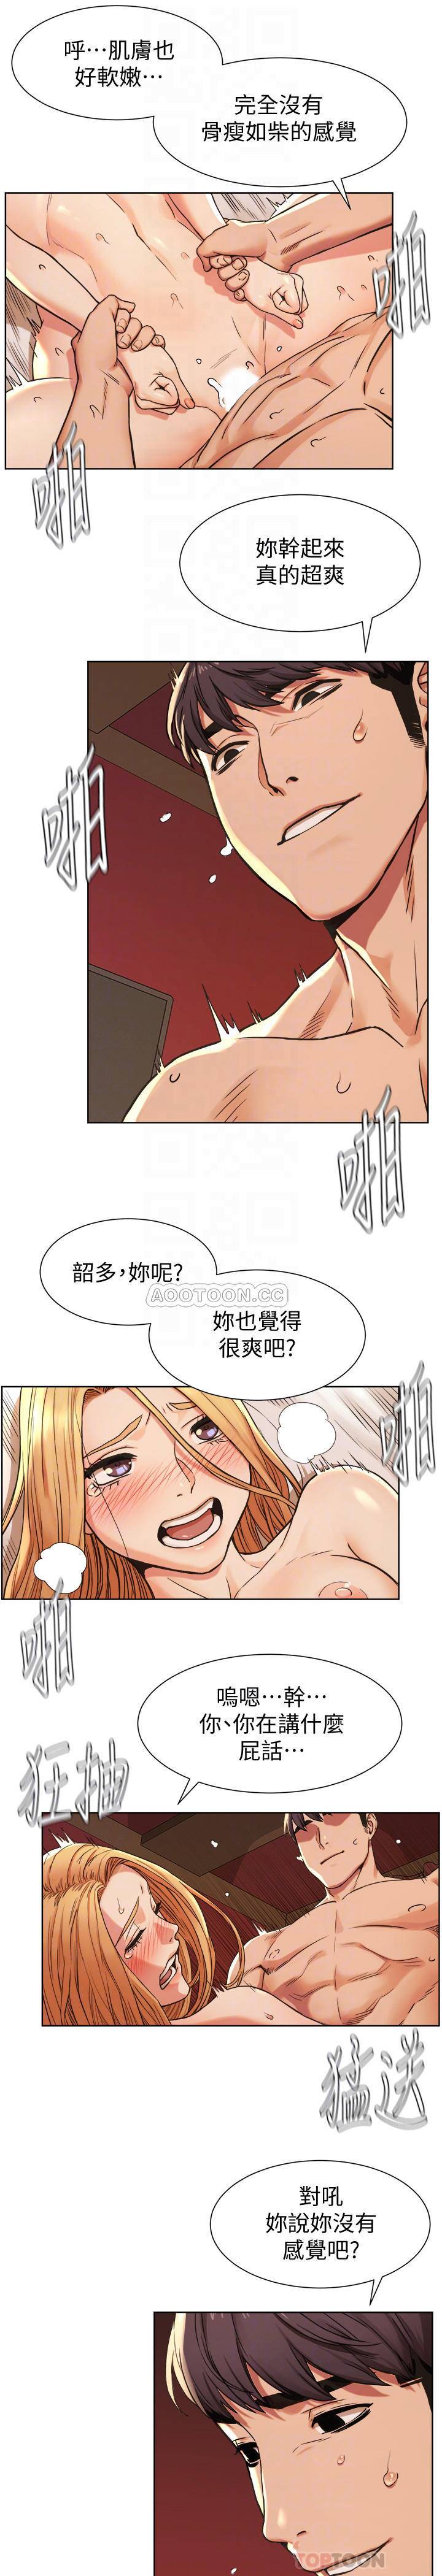 呼…肌膚也
好軟嫩…
完全沒有
骨瘦如柴的感覺
啪
啪
妳幹起來
真的超爽
啪
啪
韶多,妳呢?
AOOTOON.CC
妳也覺得
很爽吧?
啪
啪
嗚嗯…幹…
你、你在講什麼
屁話…
狂抽
猛送
對吼
妳說妳沒有
感覺吧?
TOPTOON